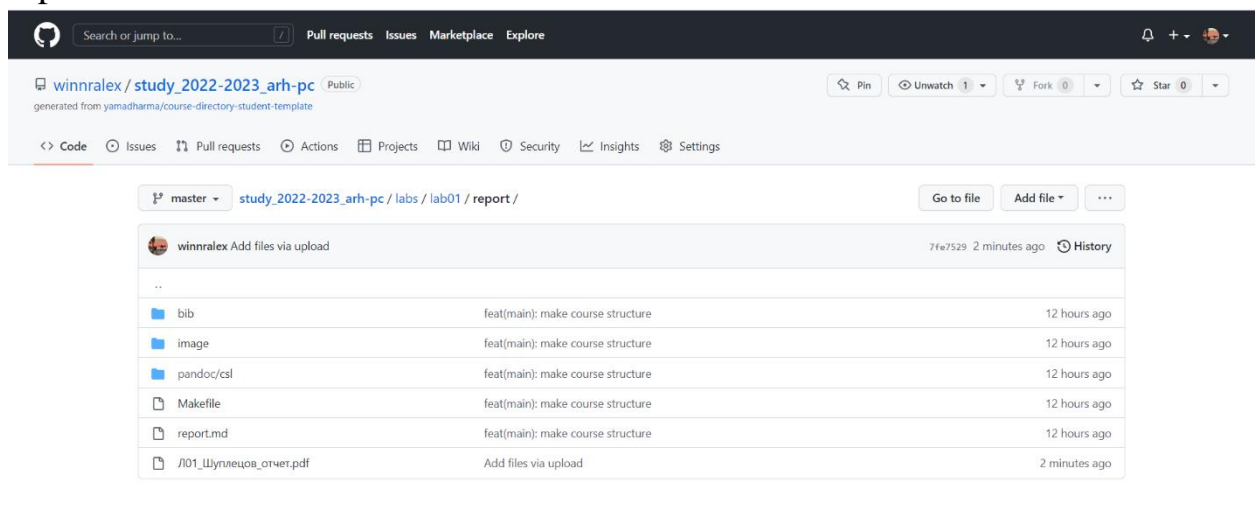 Search or jump to... / Pull requests Issues Marketplace Explore
winnralex / study_2022-2023_arh-pc Public Pin Unwatch 1 Fork 0 Star 0
generated from yamadharma/course-directory-student-template
Code Issues Pull requests Actions Projects Wiki Security Insights Settings
master study_2022-2023_arh-pc / labs / lab01 / report / Go to file Add file ...
winnralex Add files via upload 7fe7529 2 minutes ago History
..
bib feat(main): make course structure 12 hours ago
image feat(main): make course structure 12 hours ago
pandoc/csl feat(main): make course structure 12 hours ago
Makefile feat(main): make course structure 12 hours ago
report.md feat(main): make course structure 12 hours ago
Л01_Шуплецов_отчет.pdf Add files via upload 2 minutes ago